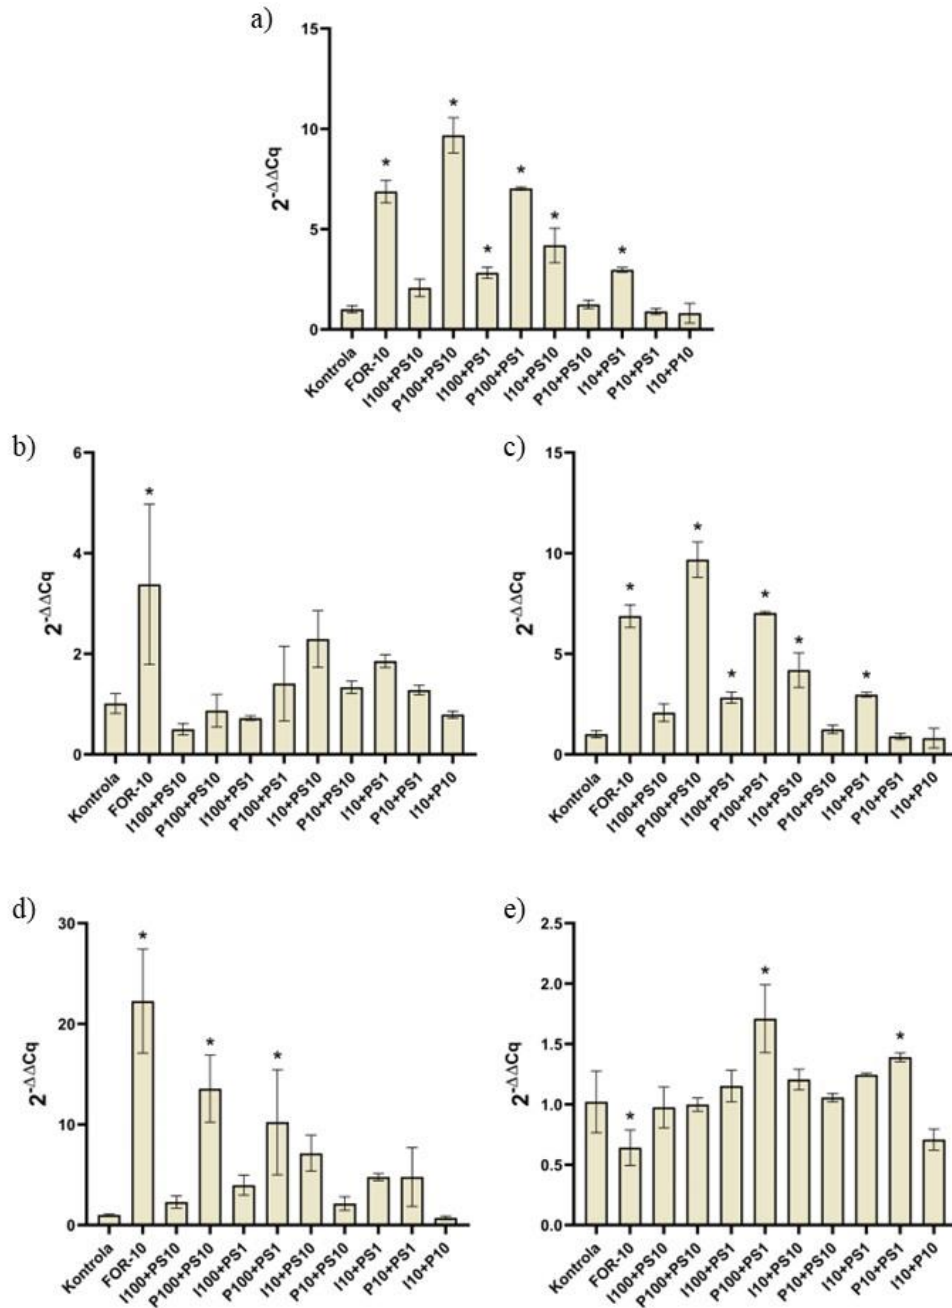 a)
2^-ΔΔCq
15
10
5
0
*
*
*
*
*
*
Kontrola
FOR-10
I100+PS10
P100+PS10
I100+PS1
P100+PS1
I10+PS10
P10+PS10
I10+PS1
P10+PS1
I10+P10
b)
2^-ΔΔCq
6
4
2
0
*
Kontrola
FOR-10
I100+PS10
P100+PS10
I100+PS1
P100+PS1
I10+PS10
P10+PS10
I10+PS1
P10+PS1
I10+P10
c)
2^-ΔΔCq
15
10
5
0
*
*
*
*
*
*
Kontrola
FOR-10
I100+PS10
P100+PS10
I100+PS1
P100+PS1
I10+PS10
P10+PS10
I10+PS1
P10+PS1
I10+P10
d)
2^-ΔΔCq
30
20
10
0
*
*
*
Kontrola
FOR-10
I100+PS10
P100+PS10
I100+PS1
P100+PS1
I10+PS10
P10+PS10
I10+PS1
P10+PS1
I10+P10
e)
2^-ΔΔCq
2.5
2.0
1.5
1.0
0.5
0.0
*
*
*
Kontrola
FOR-10
I100+PS10
P100+PS10
I100+PS1
P100+PS1
I10+PS10
P10+PS10
I10+PS1
P10+PS1
I10+P10